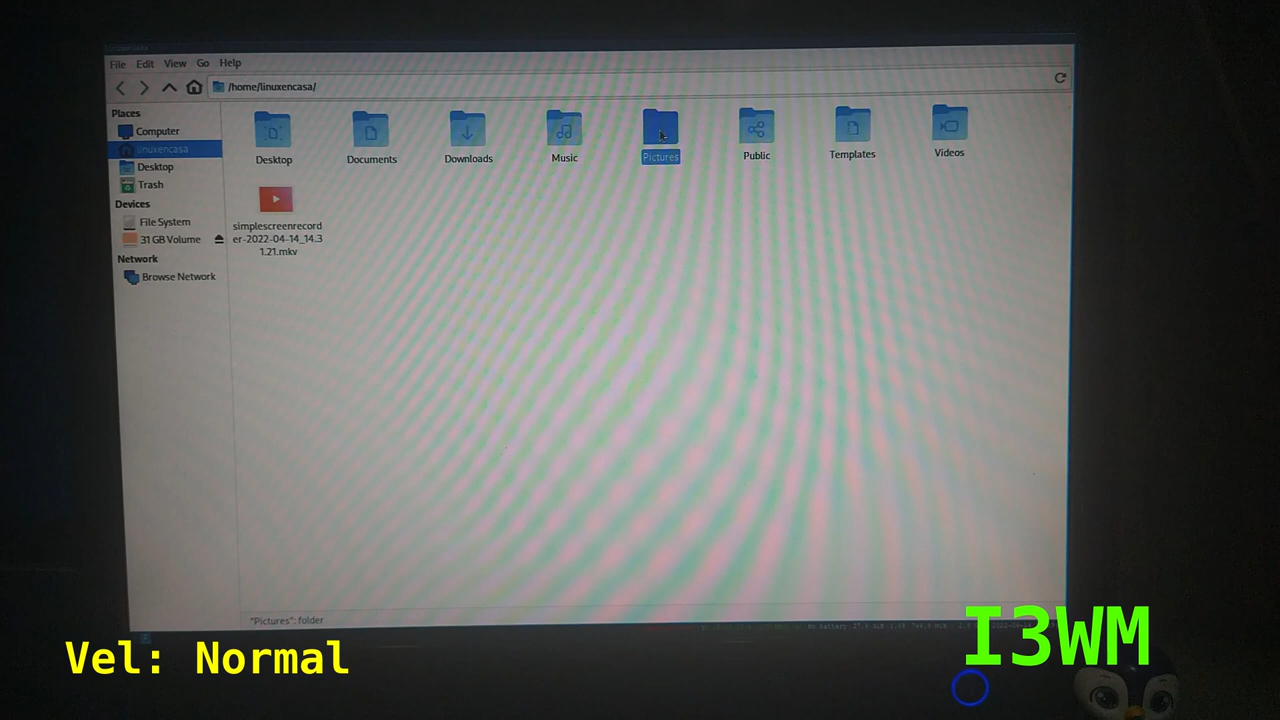 File Edit View Go Help
/home/linuxencasa/
Places
Computer
linuxencasa
Desktop
Trash
Devices
File System
31 GB Volume
Network
Browse Network
Desktop
Documents
Downloads
Music
Pictures
Public
Templates
Videos
simplescreenrecord
er-2022-04-14_14.3
1.21.mkv
"Pictures": folder
Vel: Normal
I3WM